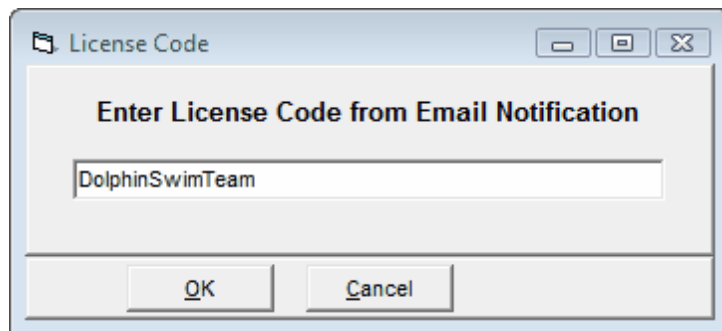 License Code
Enter License Code from Email Notification
DolphinSwimTeam
OK Cancel